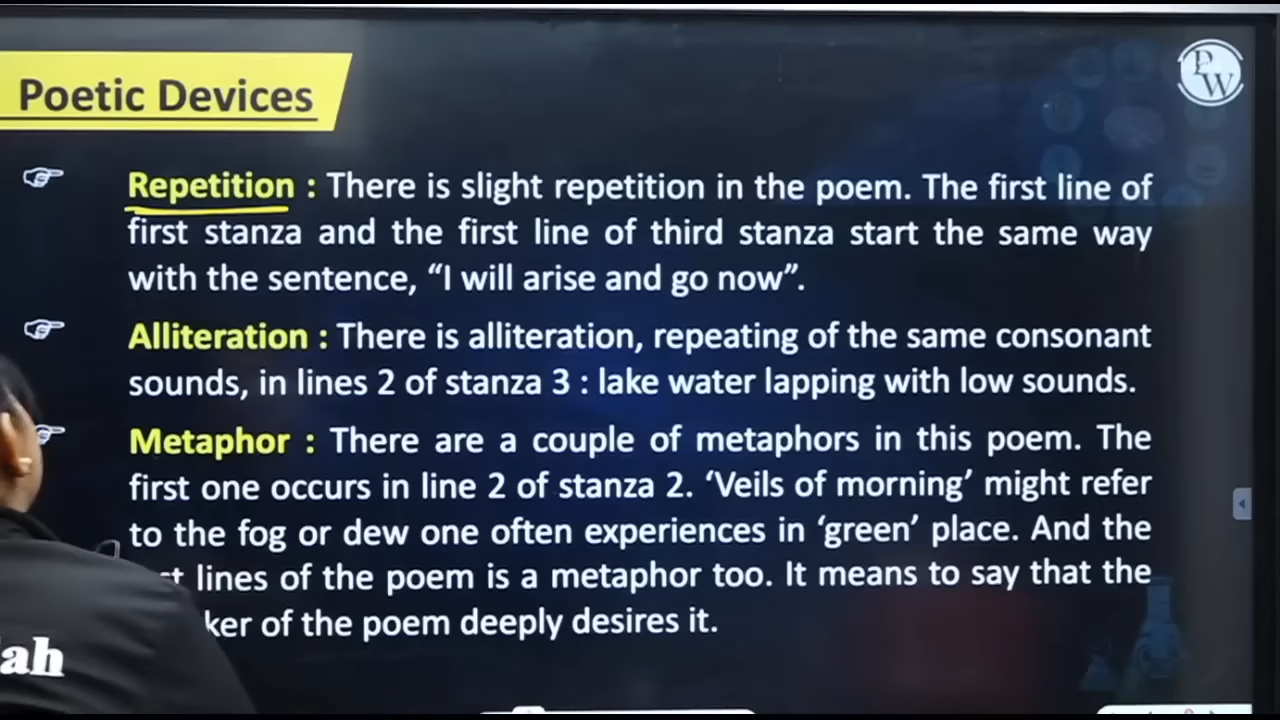 Poetic Devices
PW
Repetition : There is slight repetition in the poem. The first line of
first stanza and the first line of third stanza start the same way
with the sentence, “I will arise and go now”.
Alliteration : There is alliteration, repeating of the same consonant
sounds, in lines 2 of stanza 3 : lake water lapping with low sounds.
Metaphor : There are a couple of metaphors in this poem. The
first one occurs in line 2 of stanza 2. ‘Veils of morning’ might refer
to the fog or dew one often experiences in ‘green’ place. And the
lines of the poem is a metaphor too. It means to say that the
ker of the poem deeply desires it.
ah